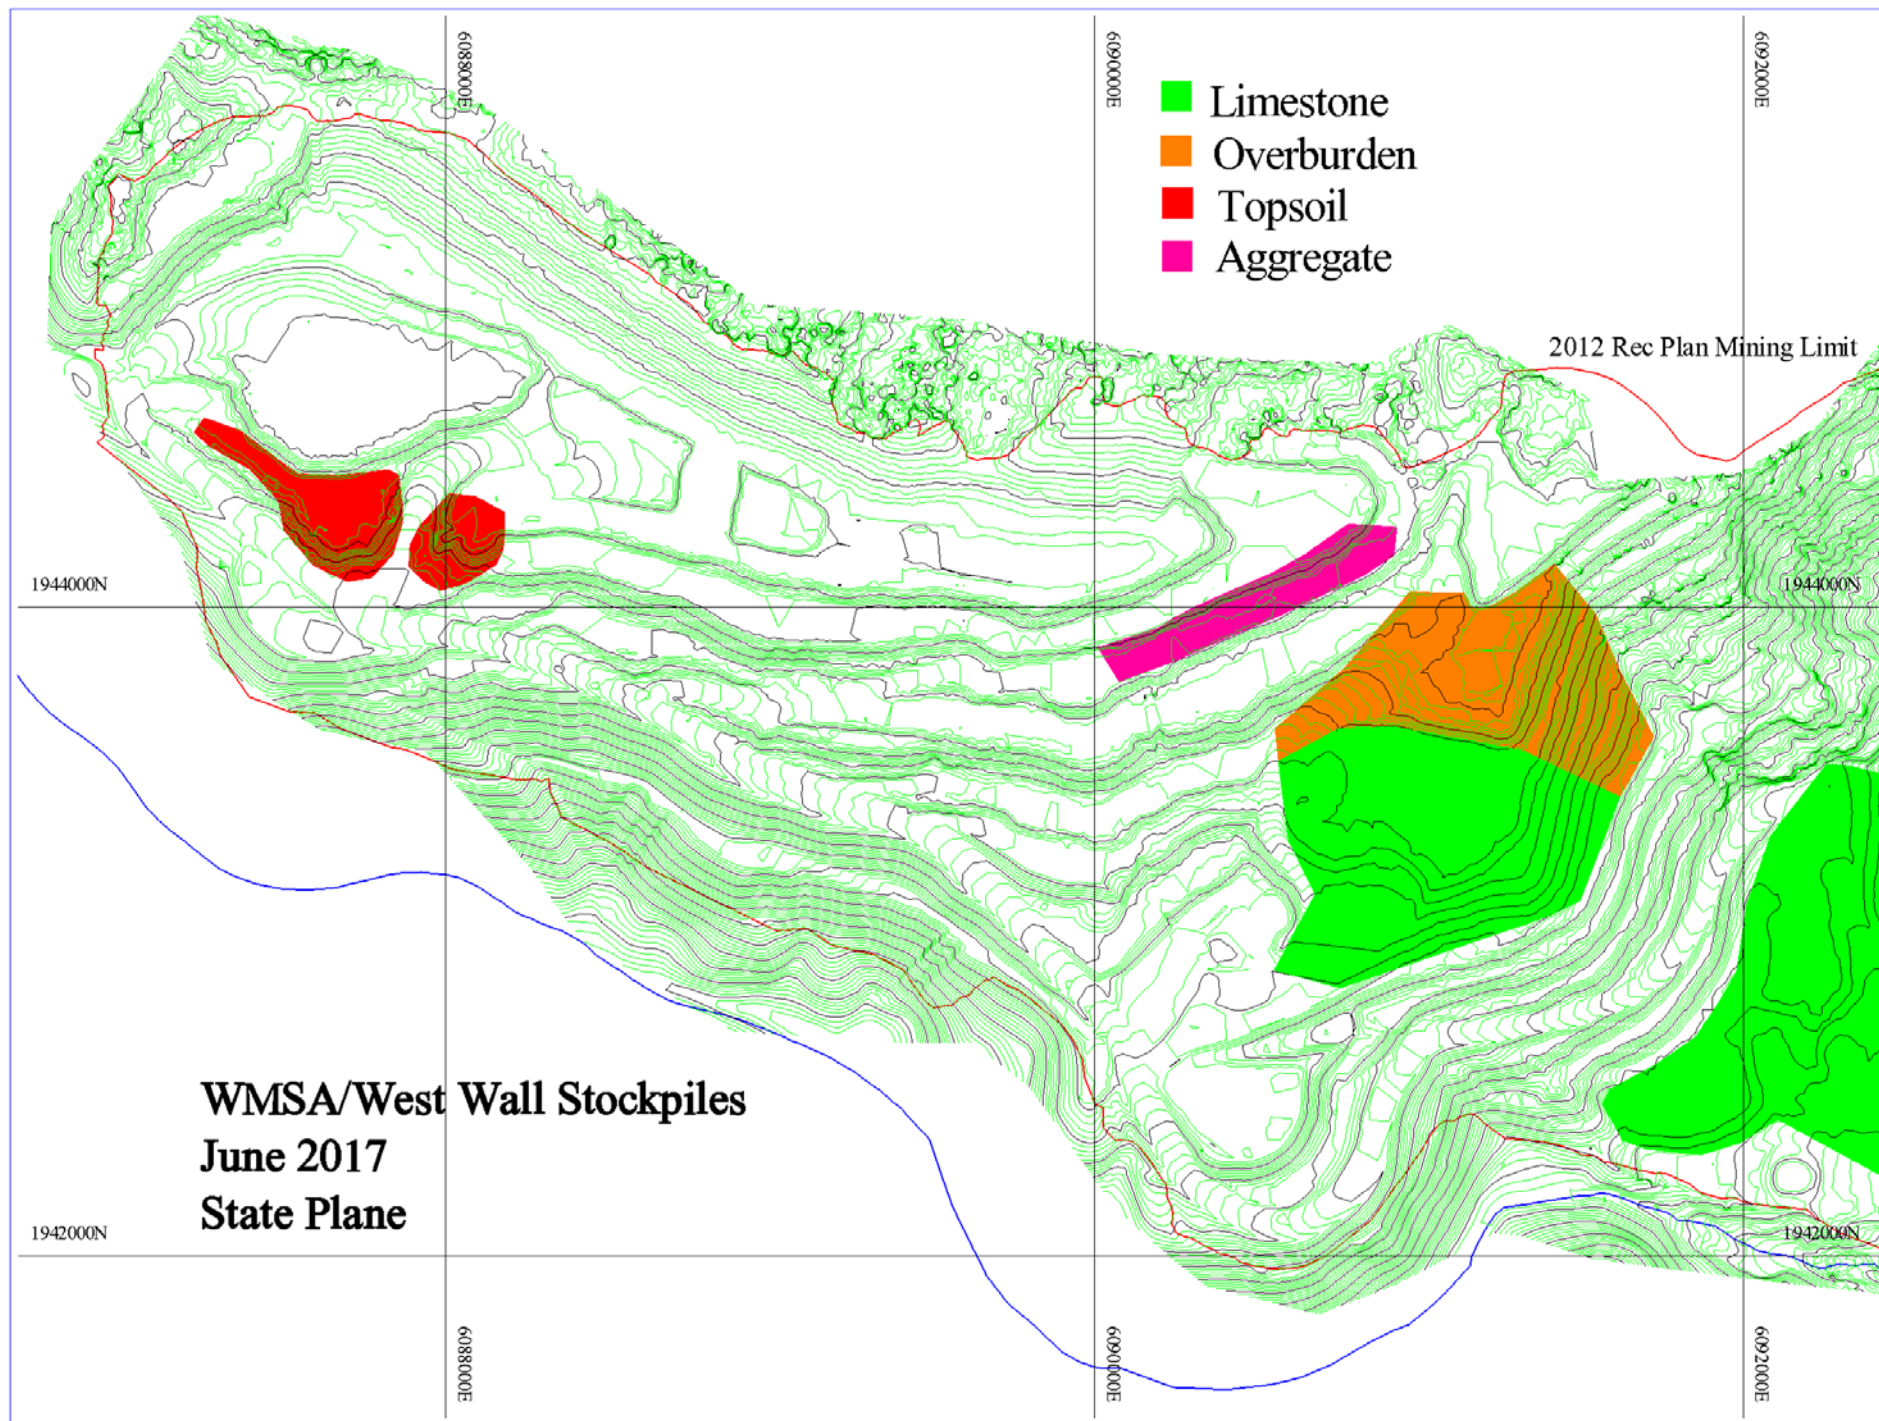 6088000E
6090000E
6092000E
Limestone
Overburden
Topsoil
Aggregate
2012 Rec Plan Mining Limit
1944000N
1944000N
WMSA/West Wall Stockpiles
June 2017
State Plane
1942000N
1942000N
6088000E
6090000E
6092000E